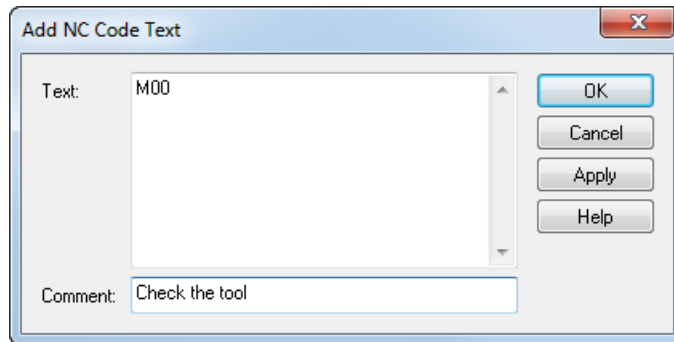 Add NC Code Text
Text:
M00
OK
Cancel
Apply
Help
Comment:
Check the tool